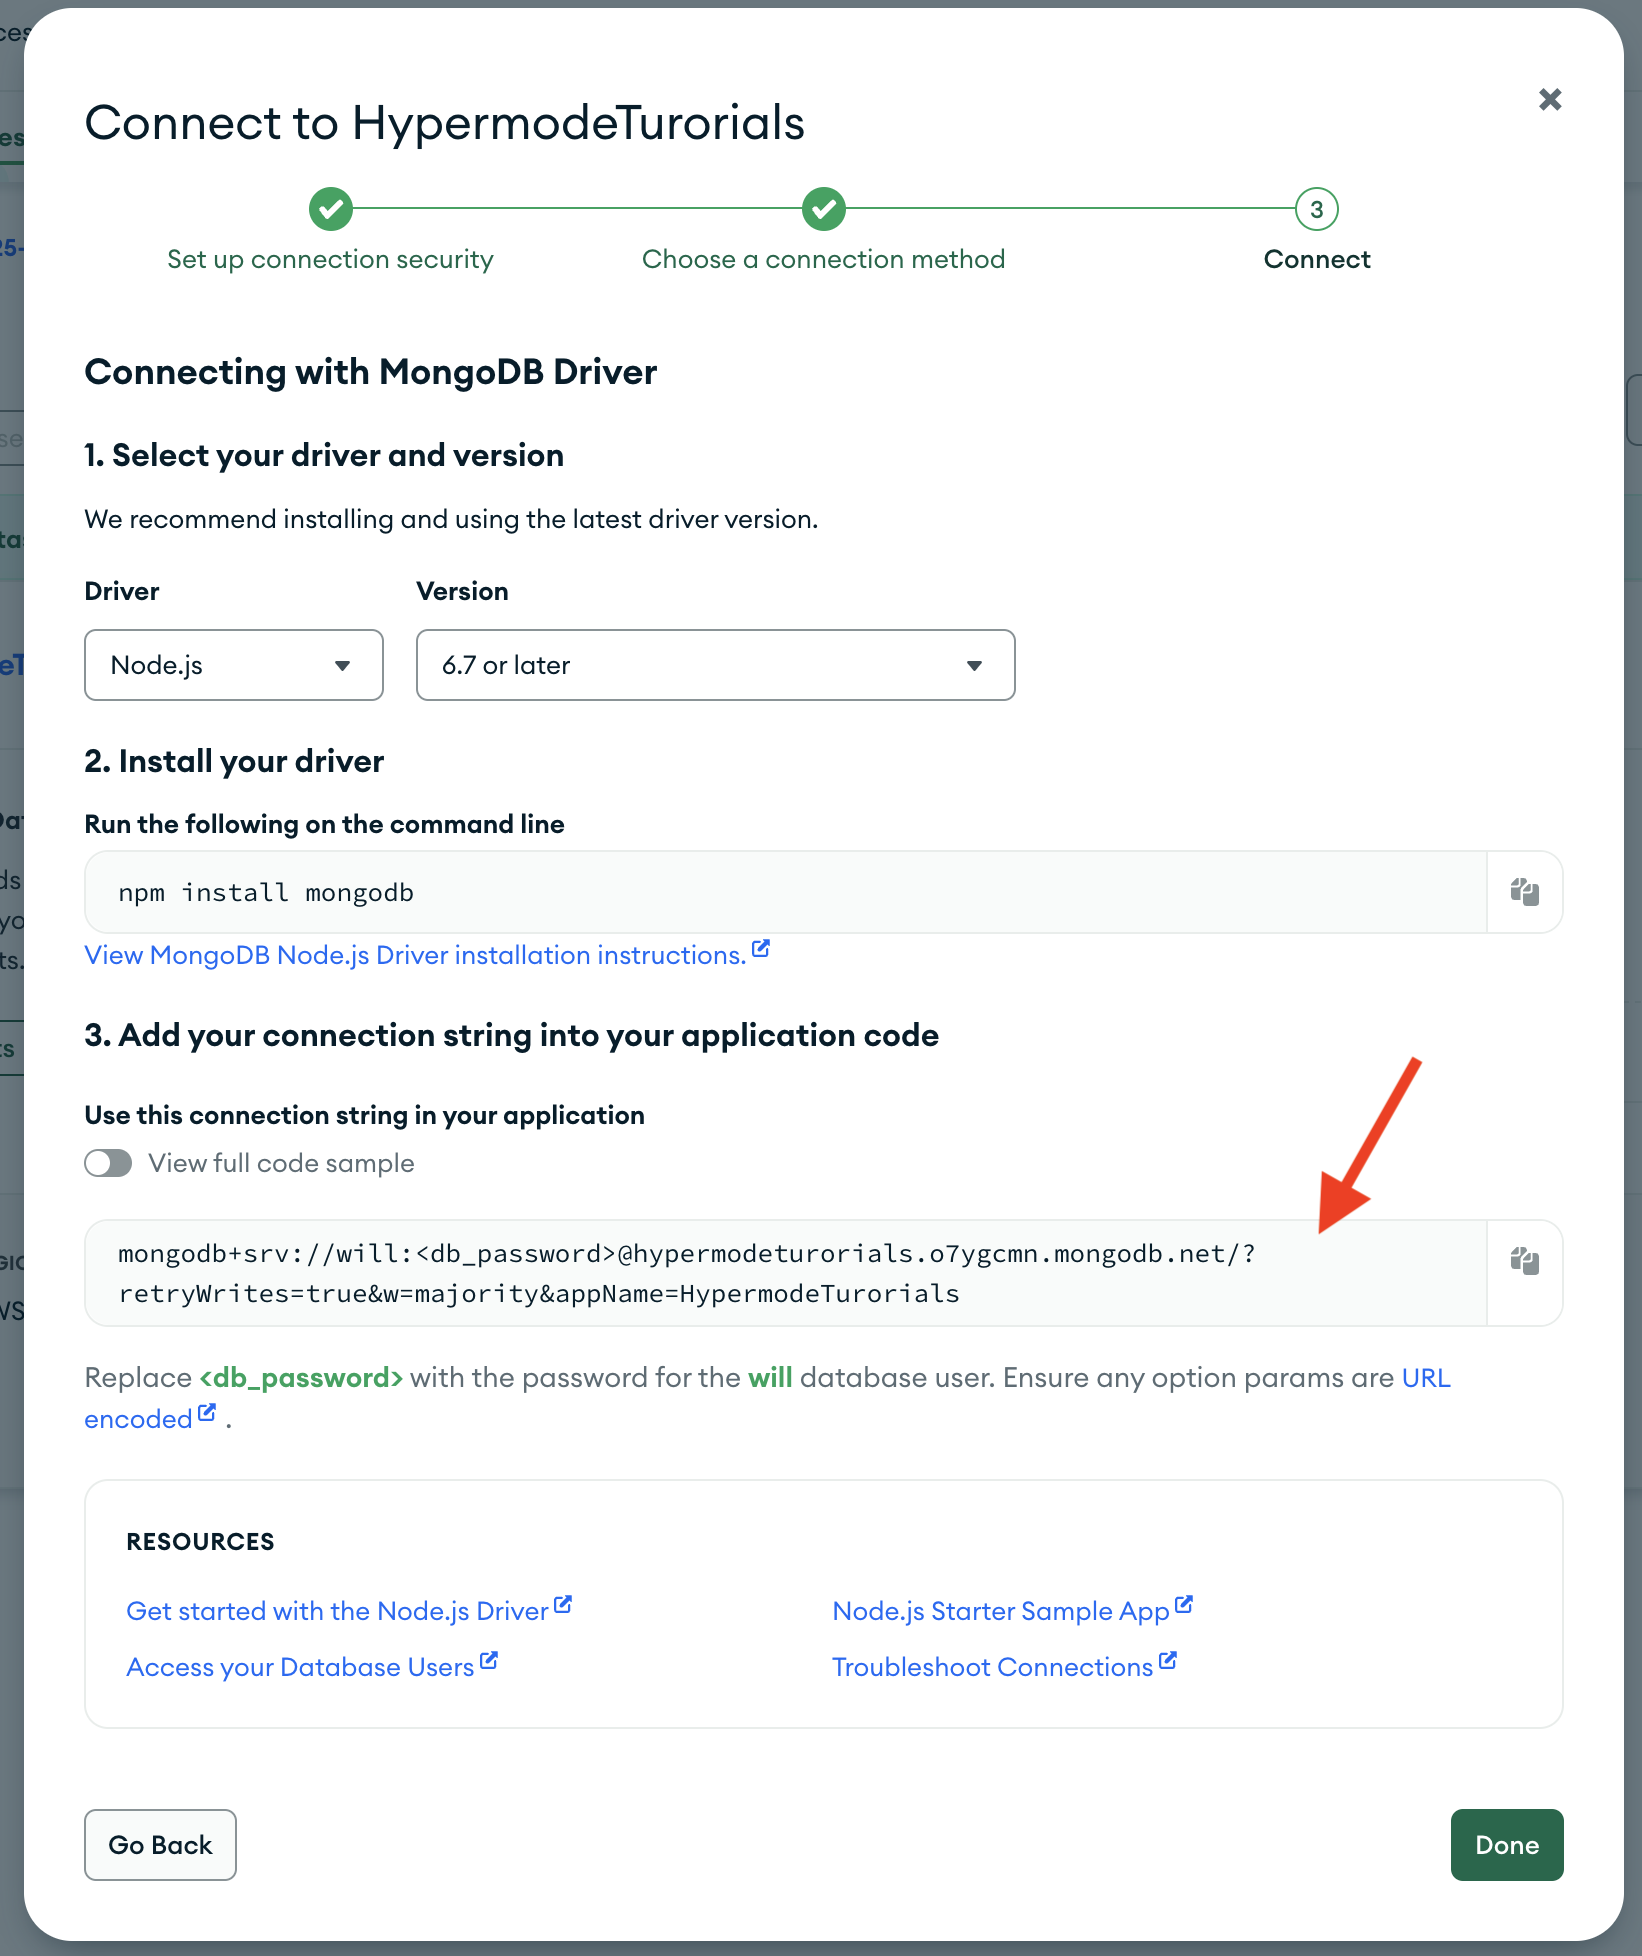 Connect to HypermodeTurorials
3
Set up connection security
Choose a connection method
Connect
Connecting with MongoDB Driver
1. Select your driver and version
We recommend installing and using the latest driver version.
Driver
Version
Node.js
6.7 or later
2. Install your driver
Run the following on the command line
npm install mongodb
View MongoDB Node.js Driver installation instructions.
3. Add your connection string into your application code
Use this connection string in your application
View full code sample
mongodb+srv://will:<db_password>@hypermodeturorials.o7ygcmn.mongodb.net/?
retryWrites=true&w=majority&appName=HypermodeTurorials
Replace <db_password> with the password for the will database user. Ensure any option params are URL
encoded .
RESOURCES
Get started with the Node.js Driver
Node.js Starter Sample App
Access your Database Users
Troubleshoot Connections
Go Back
Done